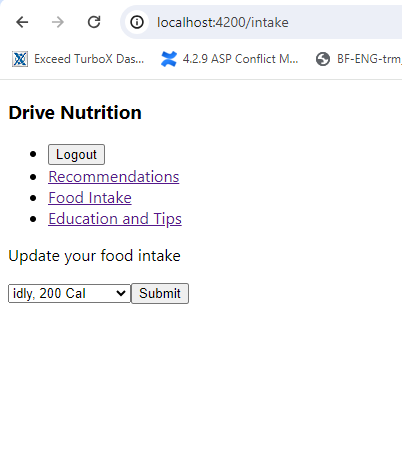 localhost:4200/intake
Exceed TurboX Das... 4.2.9 ASP Conflict M... BF-ENG-trm
Drive Nutrition
Logout
Recommendations
Food Intake
Education and Tips
Update your food intake
idly, 200 Cal Submit